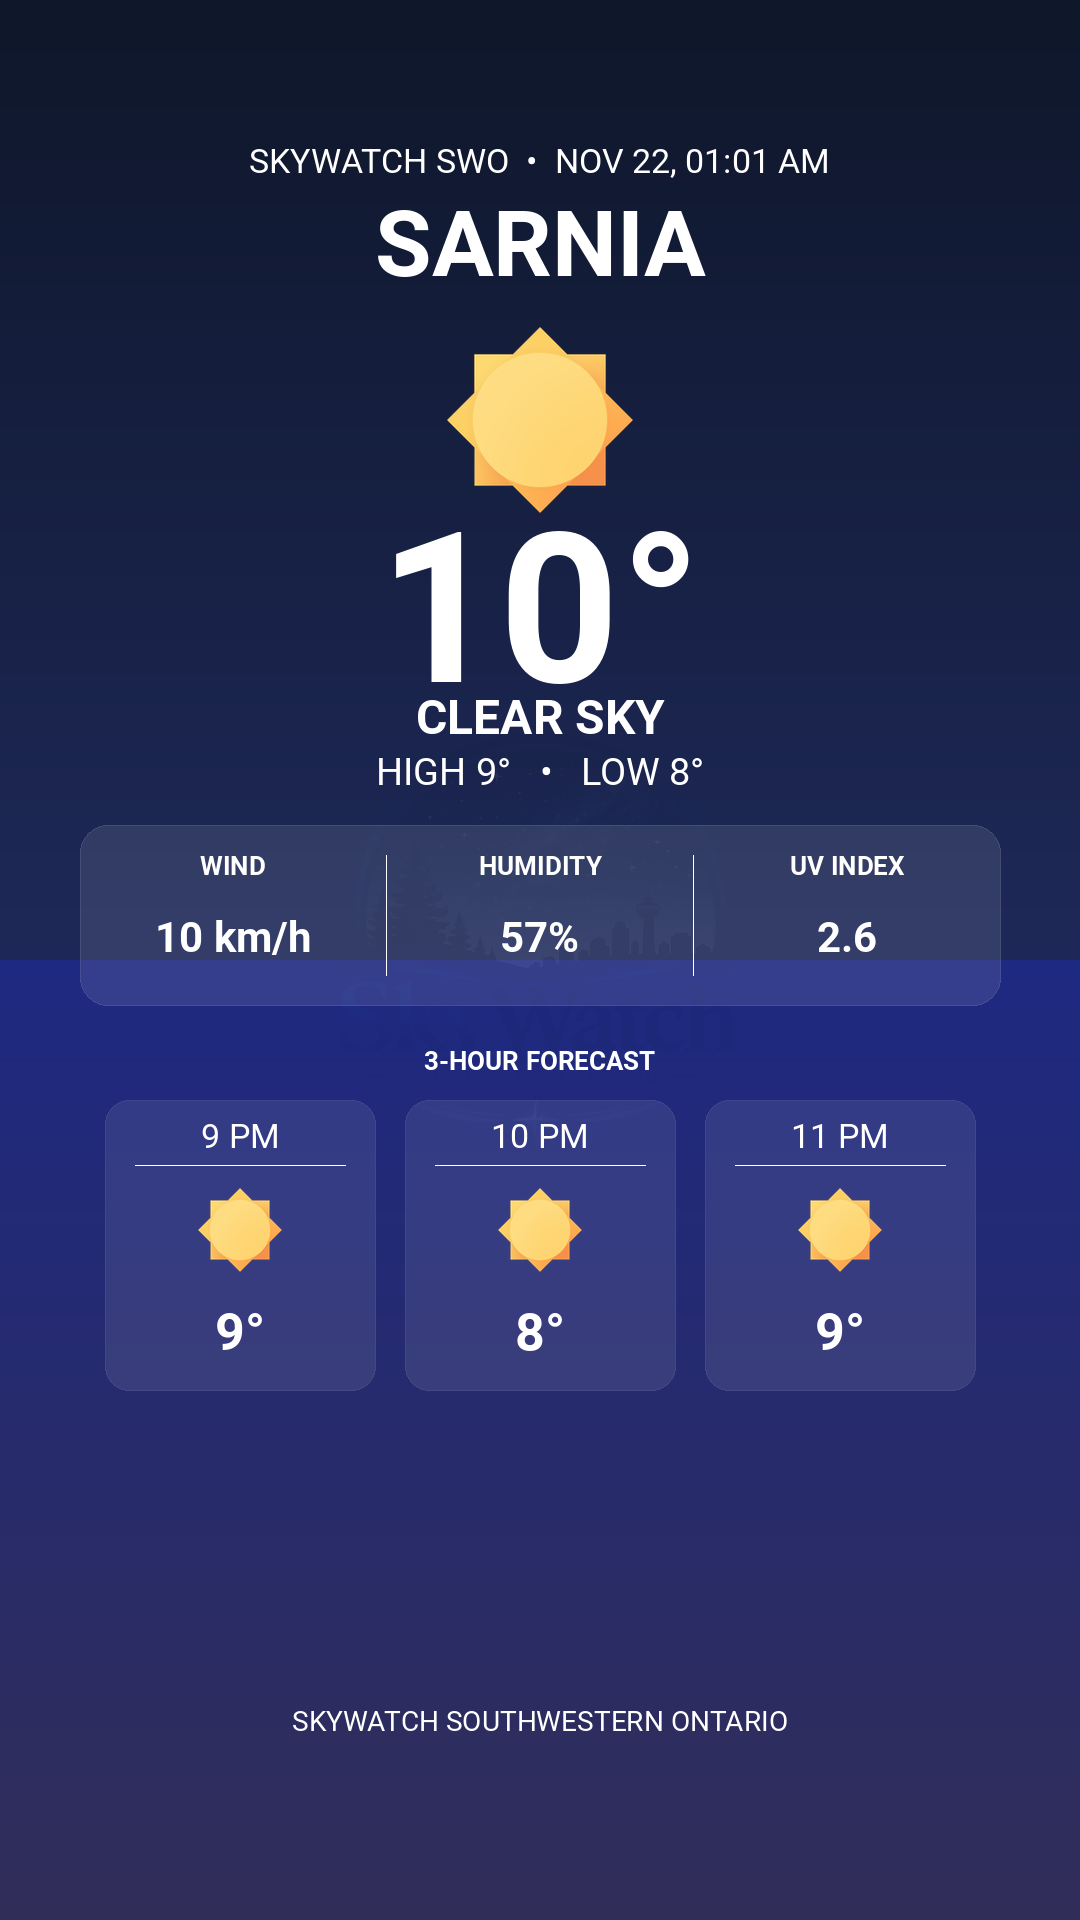 SKYWATCH SWO • NOV 22, 01:01 AM
SARNIA
10°
CLEAR SKY
HIGH 9° • LOW 8°
WIND HUMIDITY UV INDEX
10 km/h 57% 2.6
SkyWatch
3-HOUR FORECAST
9 PM 10 PM 11 PM
9° 8° 9°
SKYWATCH SOUTHWESTERN ONTARIO